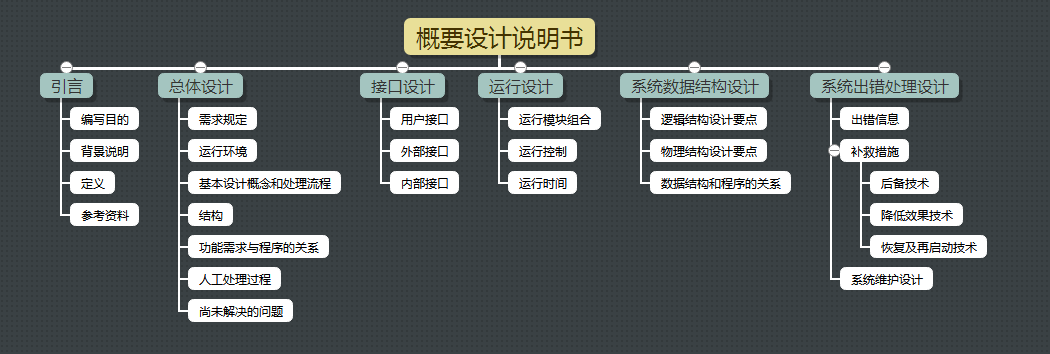 概要设计说明书
引言
编写目的
背景说明
定义
参考资料
总体设计
需求规定
运行环境
基本设计概念和处理流程
结构
功能需求与程序的关系
人工处理过程
尚未解决的问题
接口设计
用户接口
外部接口
内部接口
运行设计
运行模块组合
运行控制
运行时间
系统数据结构设计
逻辑结构设计要点
物理结构设计要点
数据结构和程序的关系
系统出错处理设计
出错信息
补救措施
后备技术
降低效果技术
恢复及再启动技术
系统维护设计